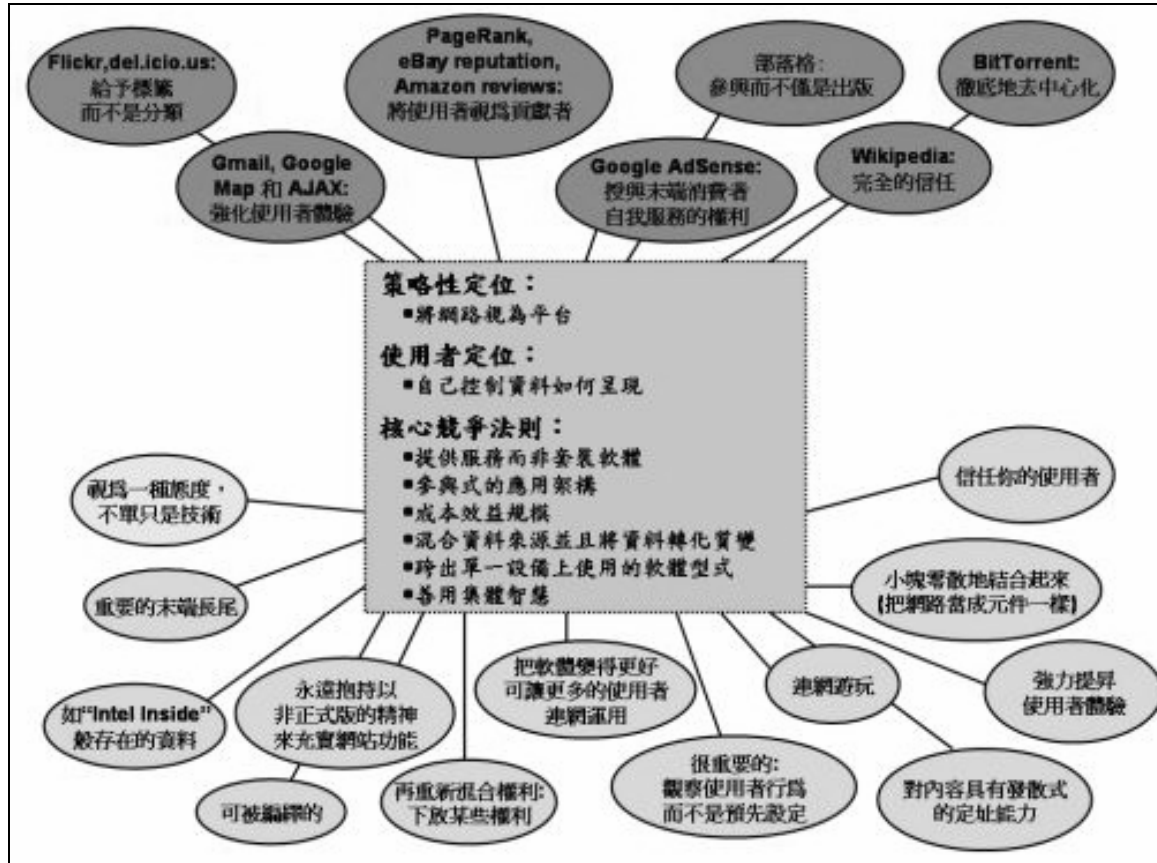 Flickr,del.icio.us:
給予標籤
而不是分類
PageRank,
eBay reputation,
Amazon reviews:
將使用者視爲貢獻者
部落格:
參與而不僅是出版
BitTorrent:
徹底地去中心化
Gmail, Google
Map 和 AJAX:
強化使用者體驗
Google AdSense:
授與末端消費者
自我服務的權利
Wikipedia:
完全的信任
策略性定位：
▪將網路視為平台
使用者定位：
▪自己控制資料如何呈現
核心競爭法則：
▪提供服務而非套裝軟體
▪參與式的應用架構
▪成本效益規模
▪混合資料來源並且將資料轉化質變
▪跨出單一設備上使用的軟體型式
▪善用集體智慧
視爲一種態度，
不單只是技術
信任你的使用者
重要的末端長尾
小塊零散地結合起來
(把網路當成元件一樣)
如“Intel Inside”
般存在的資料
永遠抱持以
非正式版的精神
來充實網站功能
把軟體變得更好
可讓更多的使用者
連網運用
連網遊玩
強力提昇
使用者體驗
可被編繹的
再重新混合權利:
下放某些權利
很重要的:
觀察使用者行爲
而不是預先設定
對內容具有發散式
的定址能力